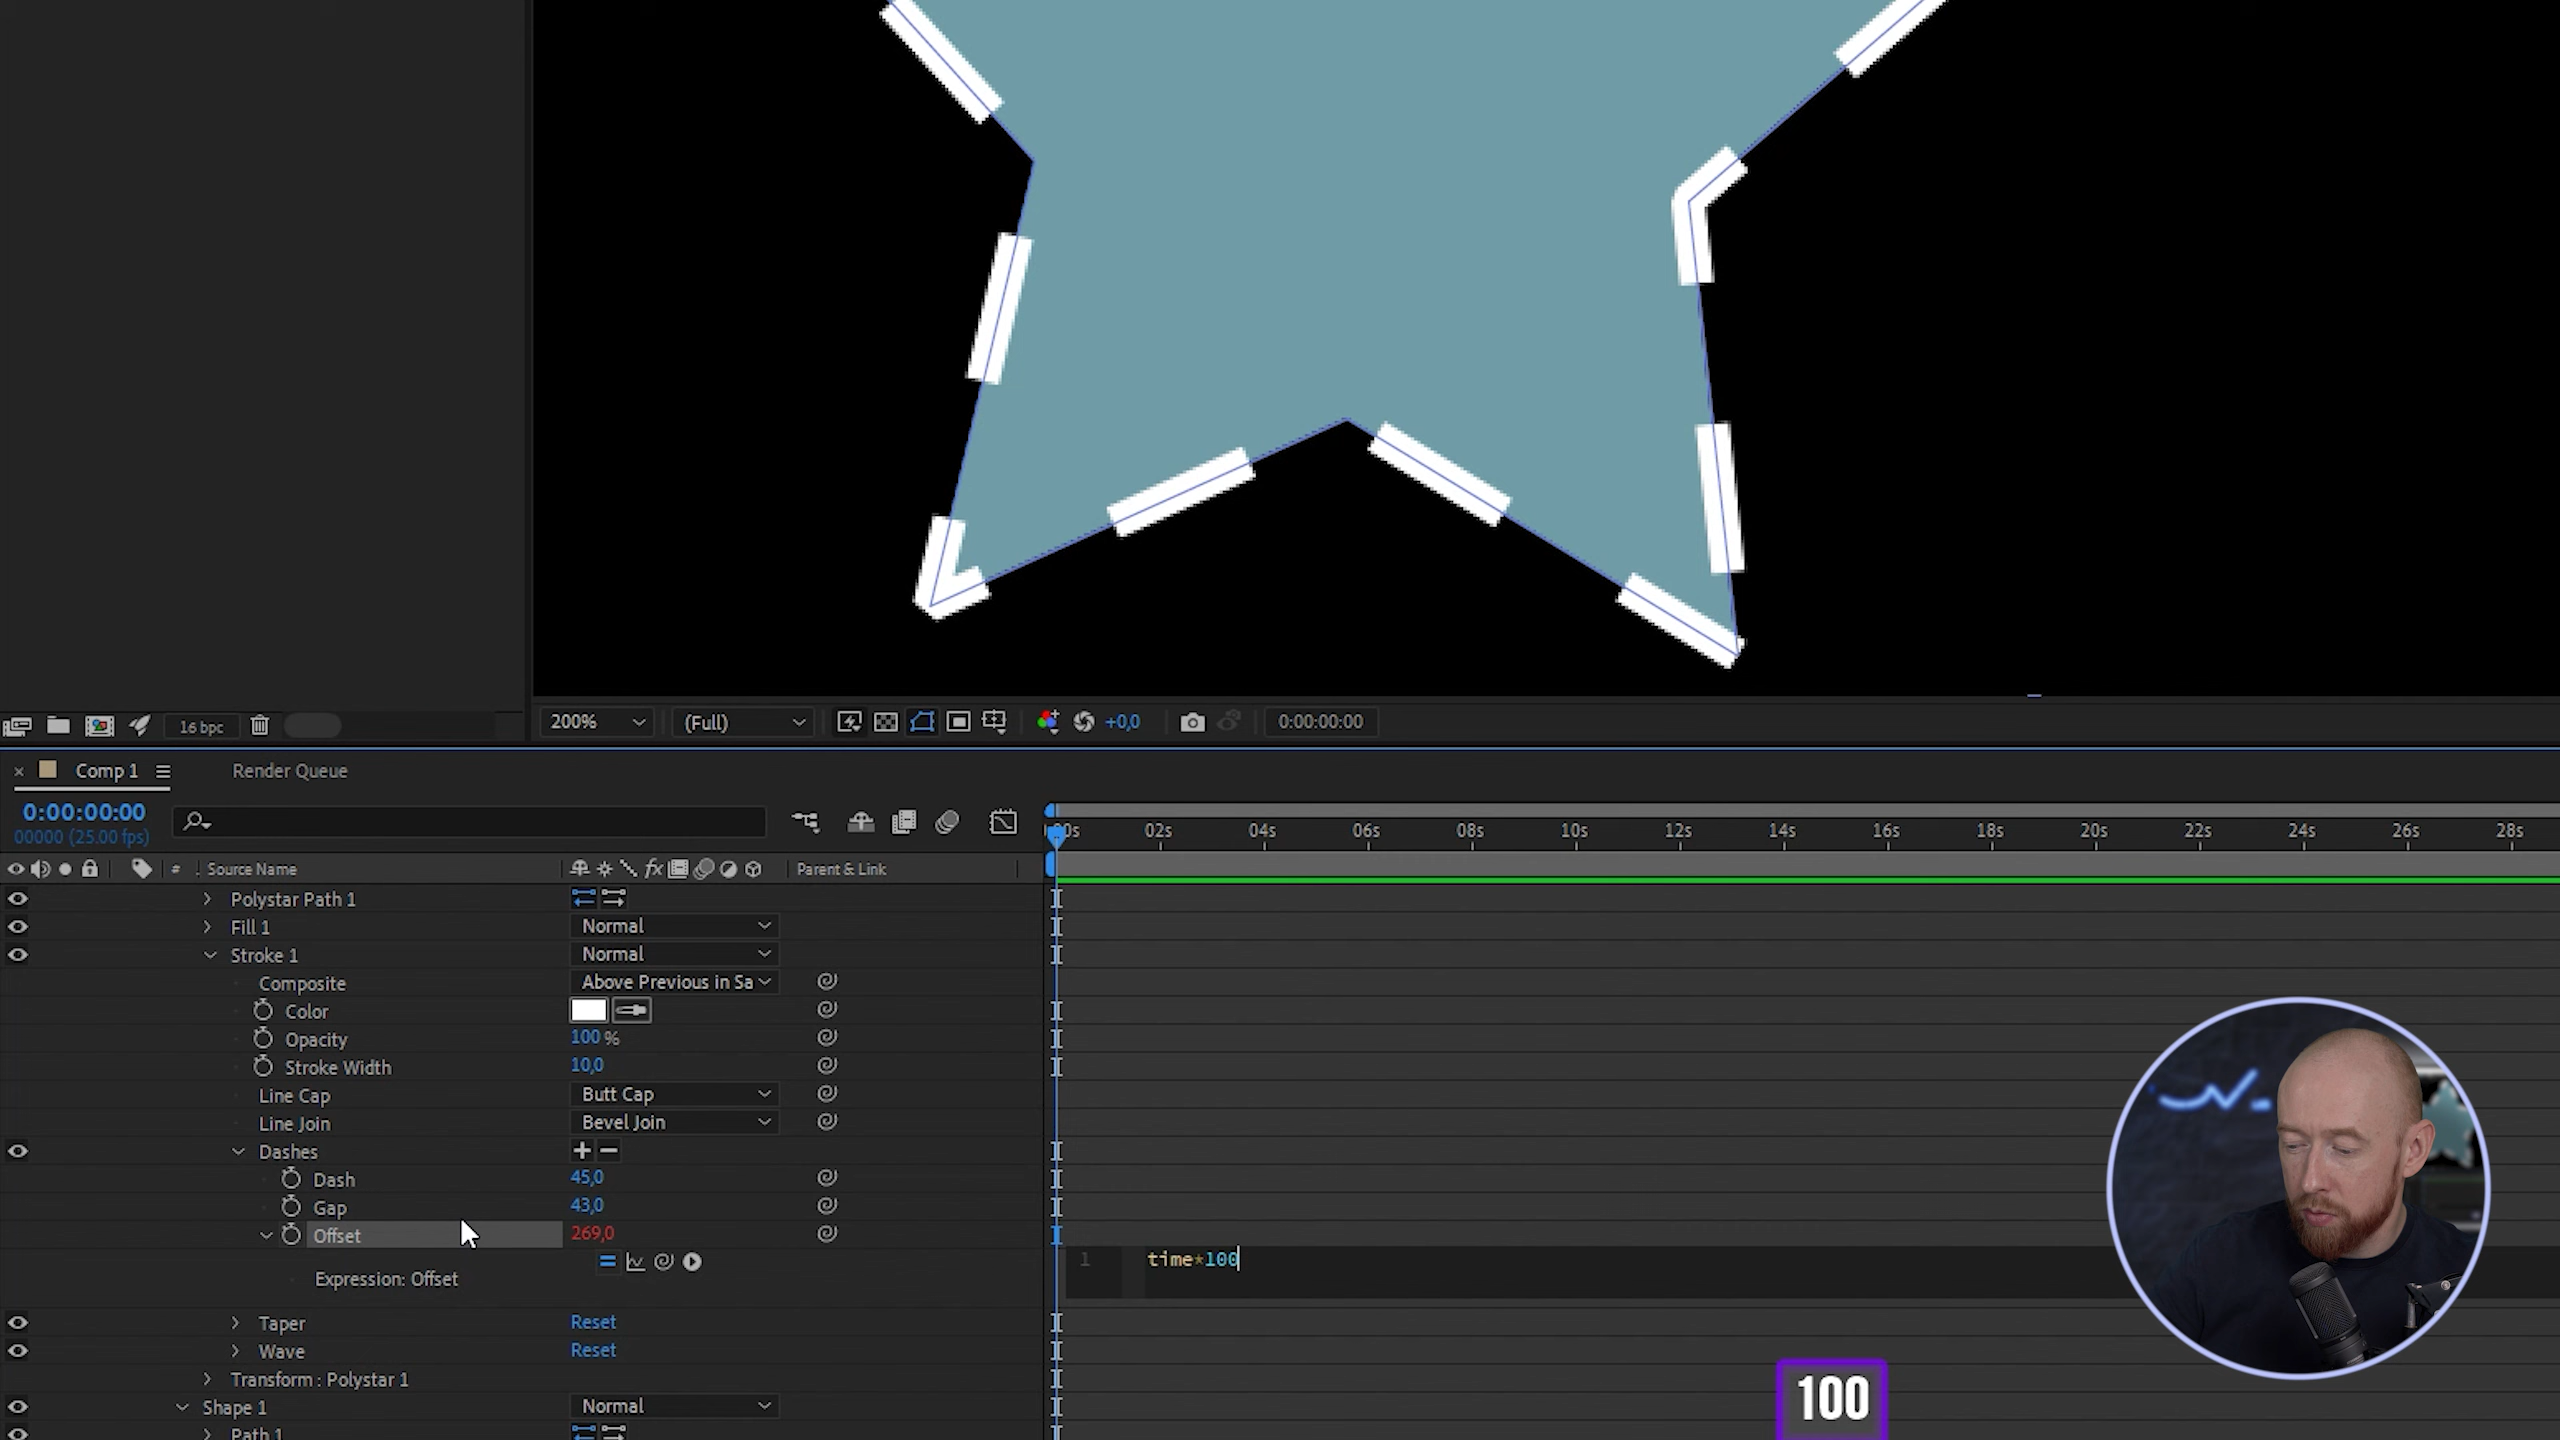 16 bpc
200%
(Full)
+0,0
0:00:00:00
Comp 1
Render Queue
0:00:00:00
00000 (25.00 fps)
00s 02s 04s 06s 08s 10s 12s 14s 16s 18s 20s 22s 24s 26s 28s
# . Source Name
fx
Parent & Link
Polystar Path 1
Fill 1 Normal
Stroke 1 Normal
Composite Above Previous in Sa
Color
Opacity 100 %
Stroke Width 10,0
Line Cap Butt Cap
Line Join Bevel Join
Dashes + −
Dash 45,0
Gap 43,0
Offset 269,0
1 time*100
Expression: Offset
Taper Reset
Wave Reset
Transform : Polystar 1
100
Shape 1 Normal
Path 1